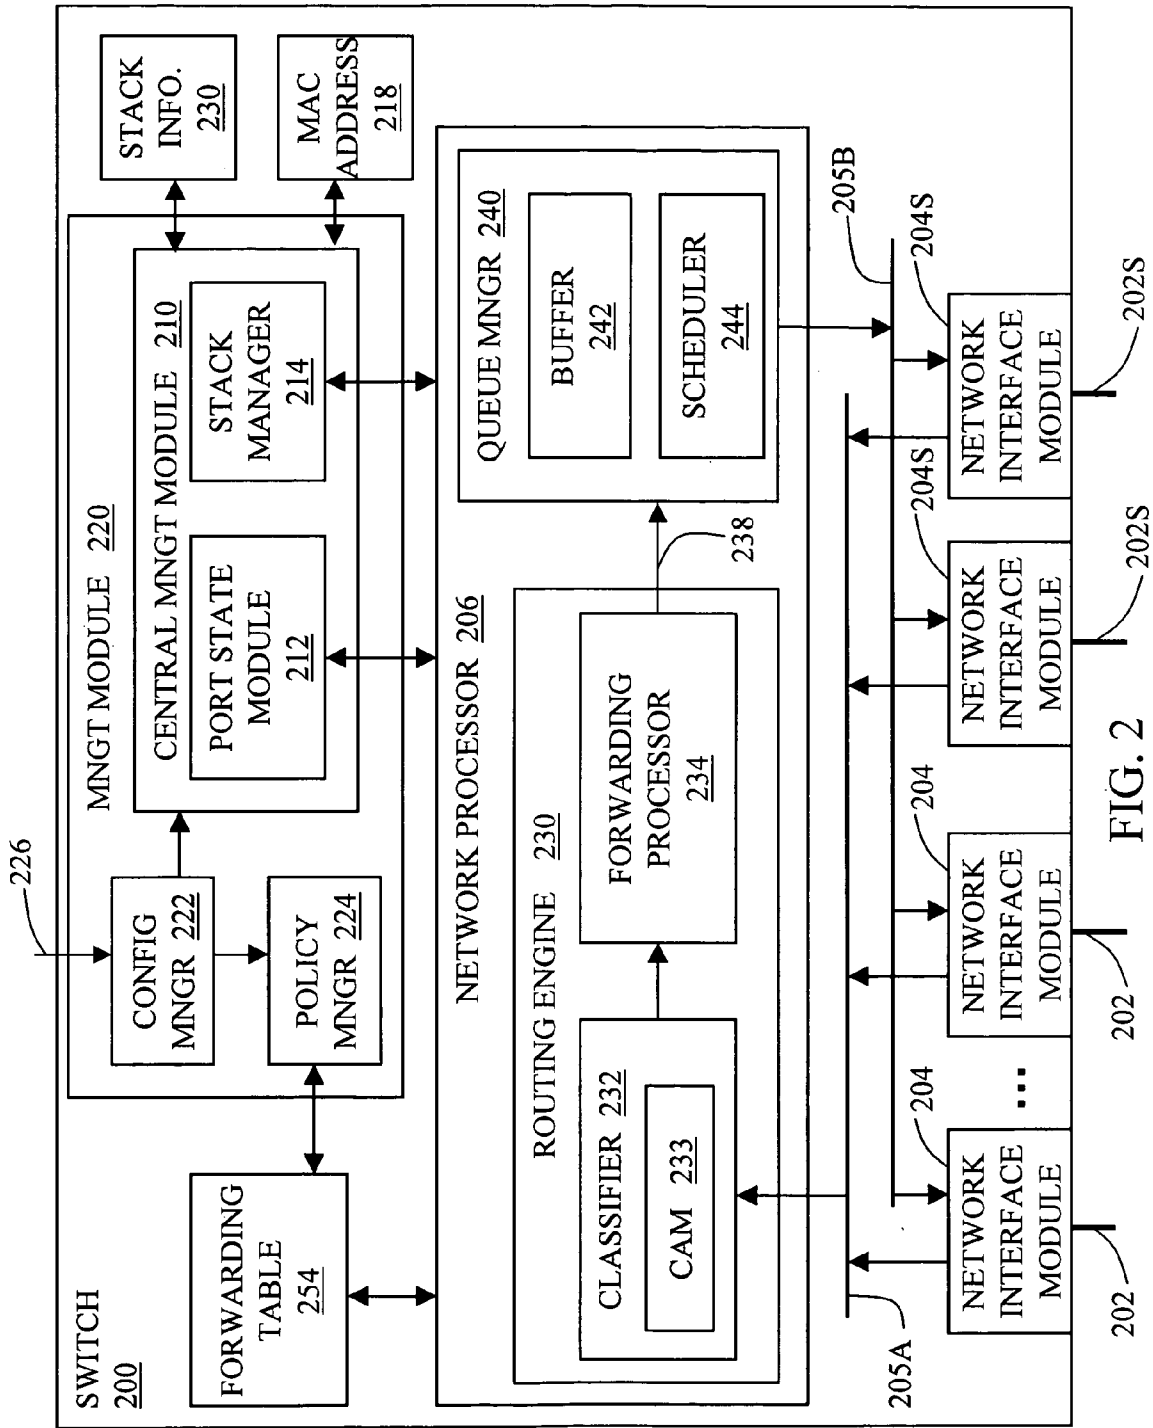 SWITCH
200
226
MNGT MODULE 220
CONFIG
MNGR 222
POLICY
MNGR 224
CENTRAL MNGT MODULE 210
PORT STATE
MODULE
212
STACK
MANAGER
214
STACK
INFO.
230
MAC
ADDRESS
218
FORWARDING
TABLE
254
NETWORK PROCESSOR 206
ROUTING ENGINE 230
CLASSIFIER 232
CAM 233
FORWARDING
PROCESSOR
234
238
QUEUE MNGR 240
BUFFER
242
SCHEDULER
244
205A
205B
204
204
204S
204S
NETWORK
INTERFACE
MODULE
...
NETWORK
INTERFACE
MODULE
NETWORK
INTERFACE
MODULE
NETWORK
INTERFACE
MODULE
202
202
202S
202S
FIG. 2